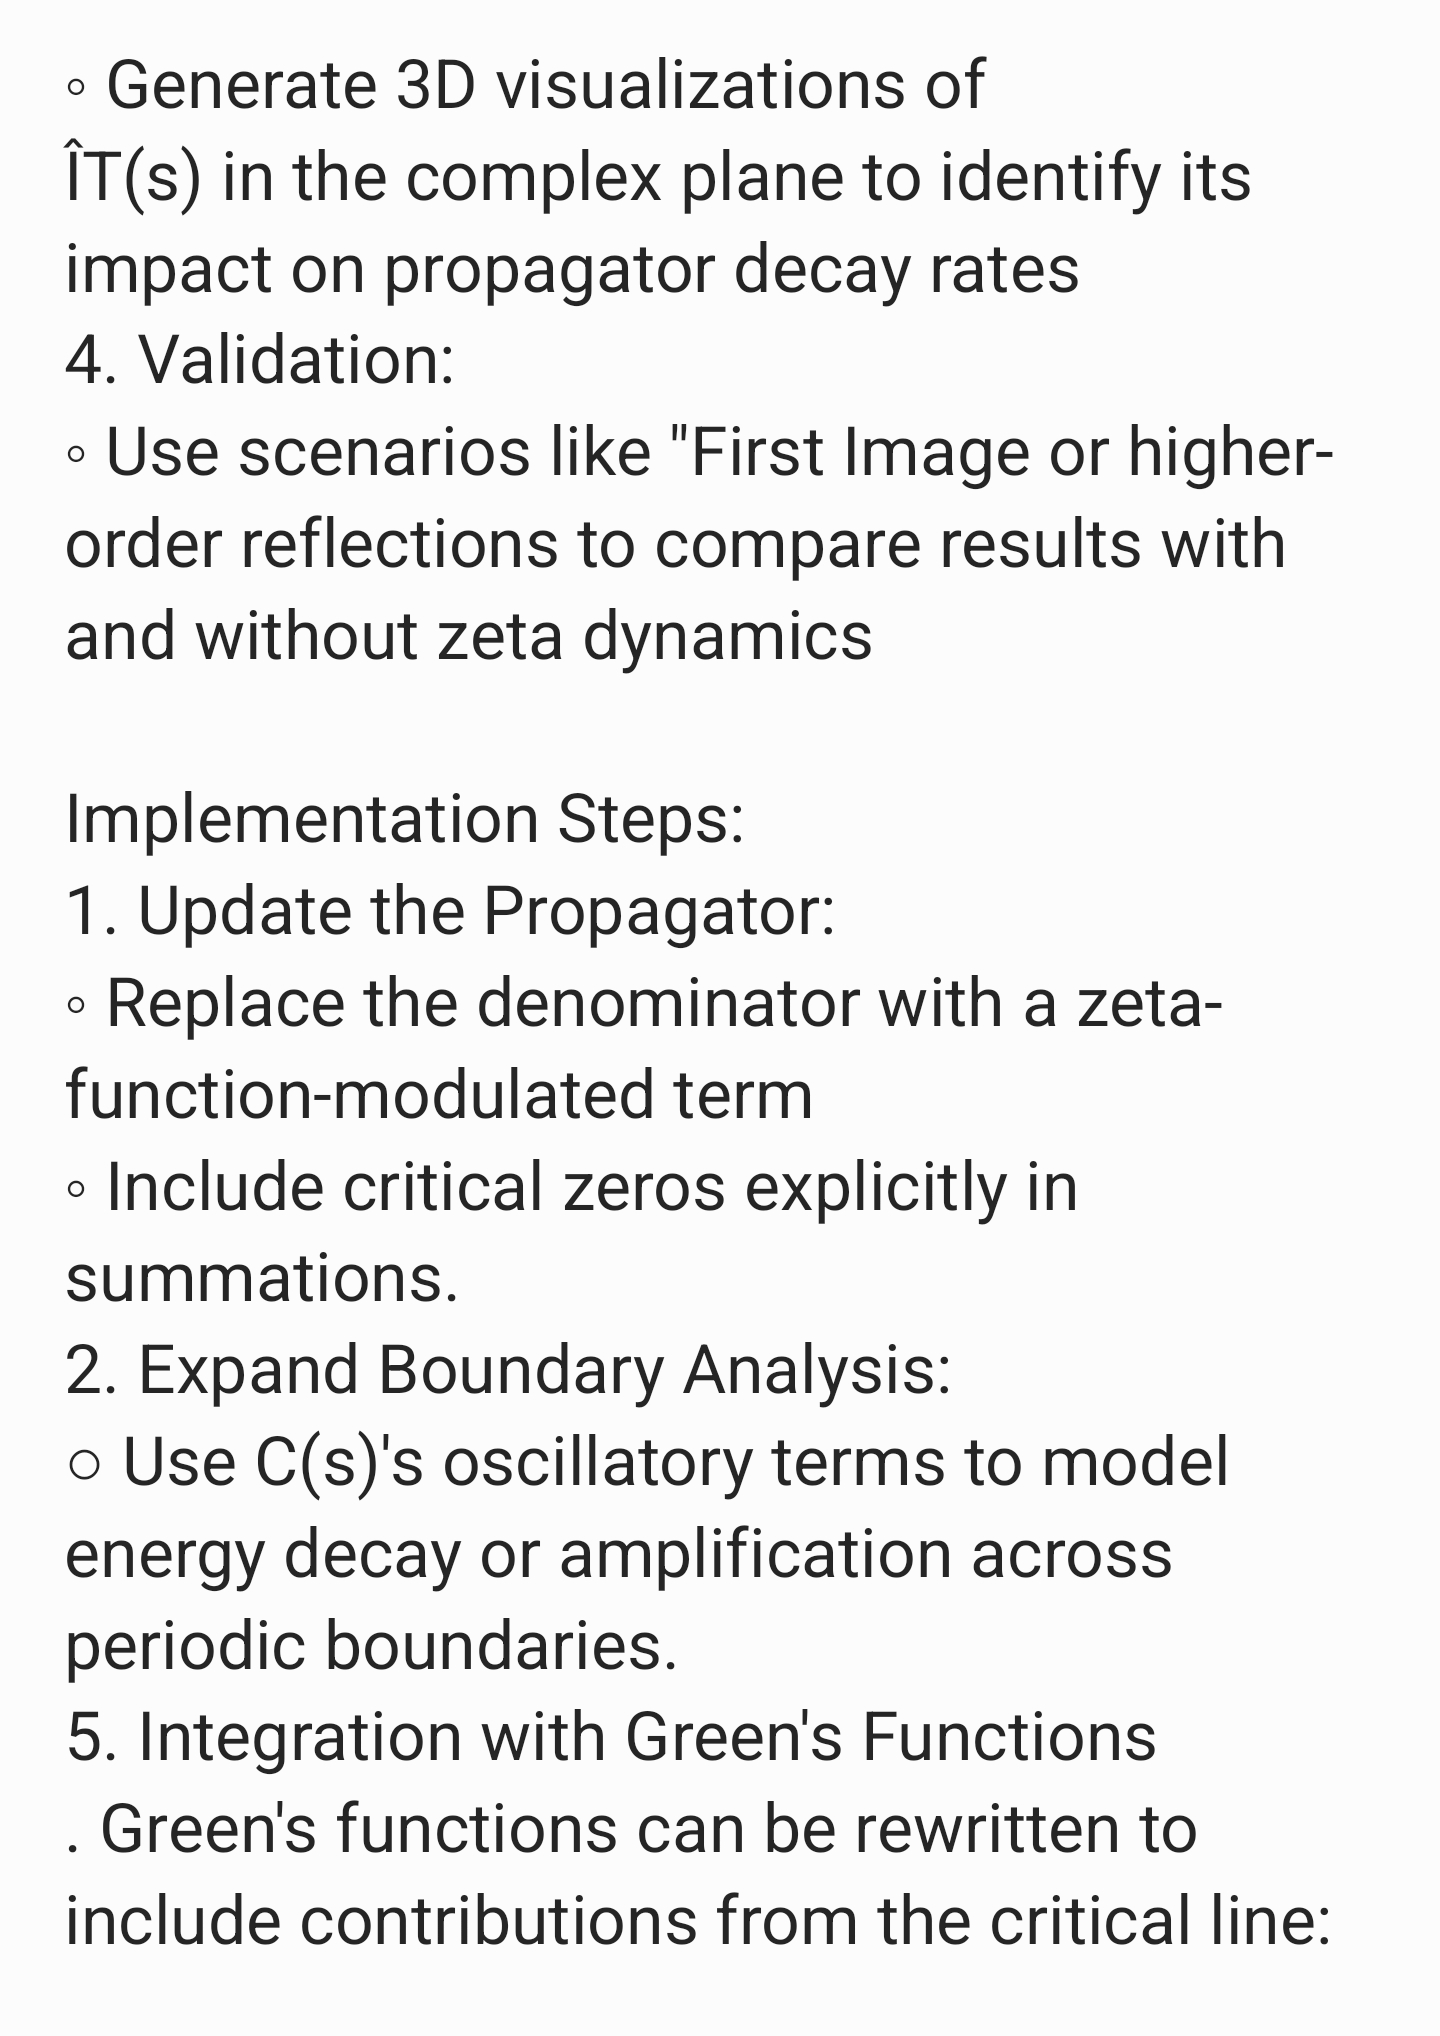 ◦ Generate 3D visualizations of
ÎT(s) in the complex plane to identify its
impact on propagator decay rates
4. Validation:
◦ Use scenarios like "First Image or higher-
order reflections to compare results with
and without zeta dynamics
Implementation Steps:
1. Update the Propagator:
◦ Replace the denominator with a zeta-
function-modulated term
◦ Include critical zeros explicitly in
summations.
2. Expand Boundary Analysis:
○ Use C(s)'s oscillatory terms to model
energy decay or amplification across
periodic boundaries.
5. Integration with Green's Functions
. Green's functions can be rewritten to
include contributions from the critical line: